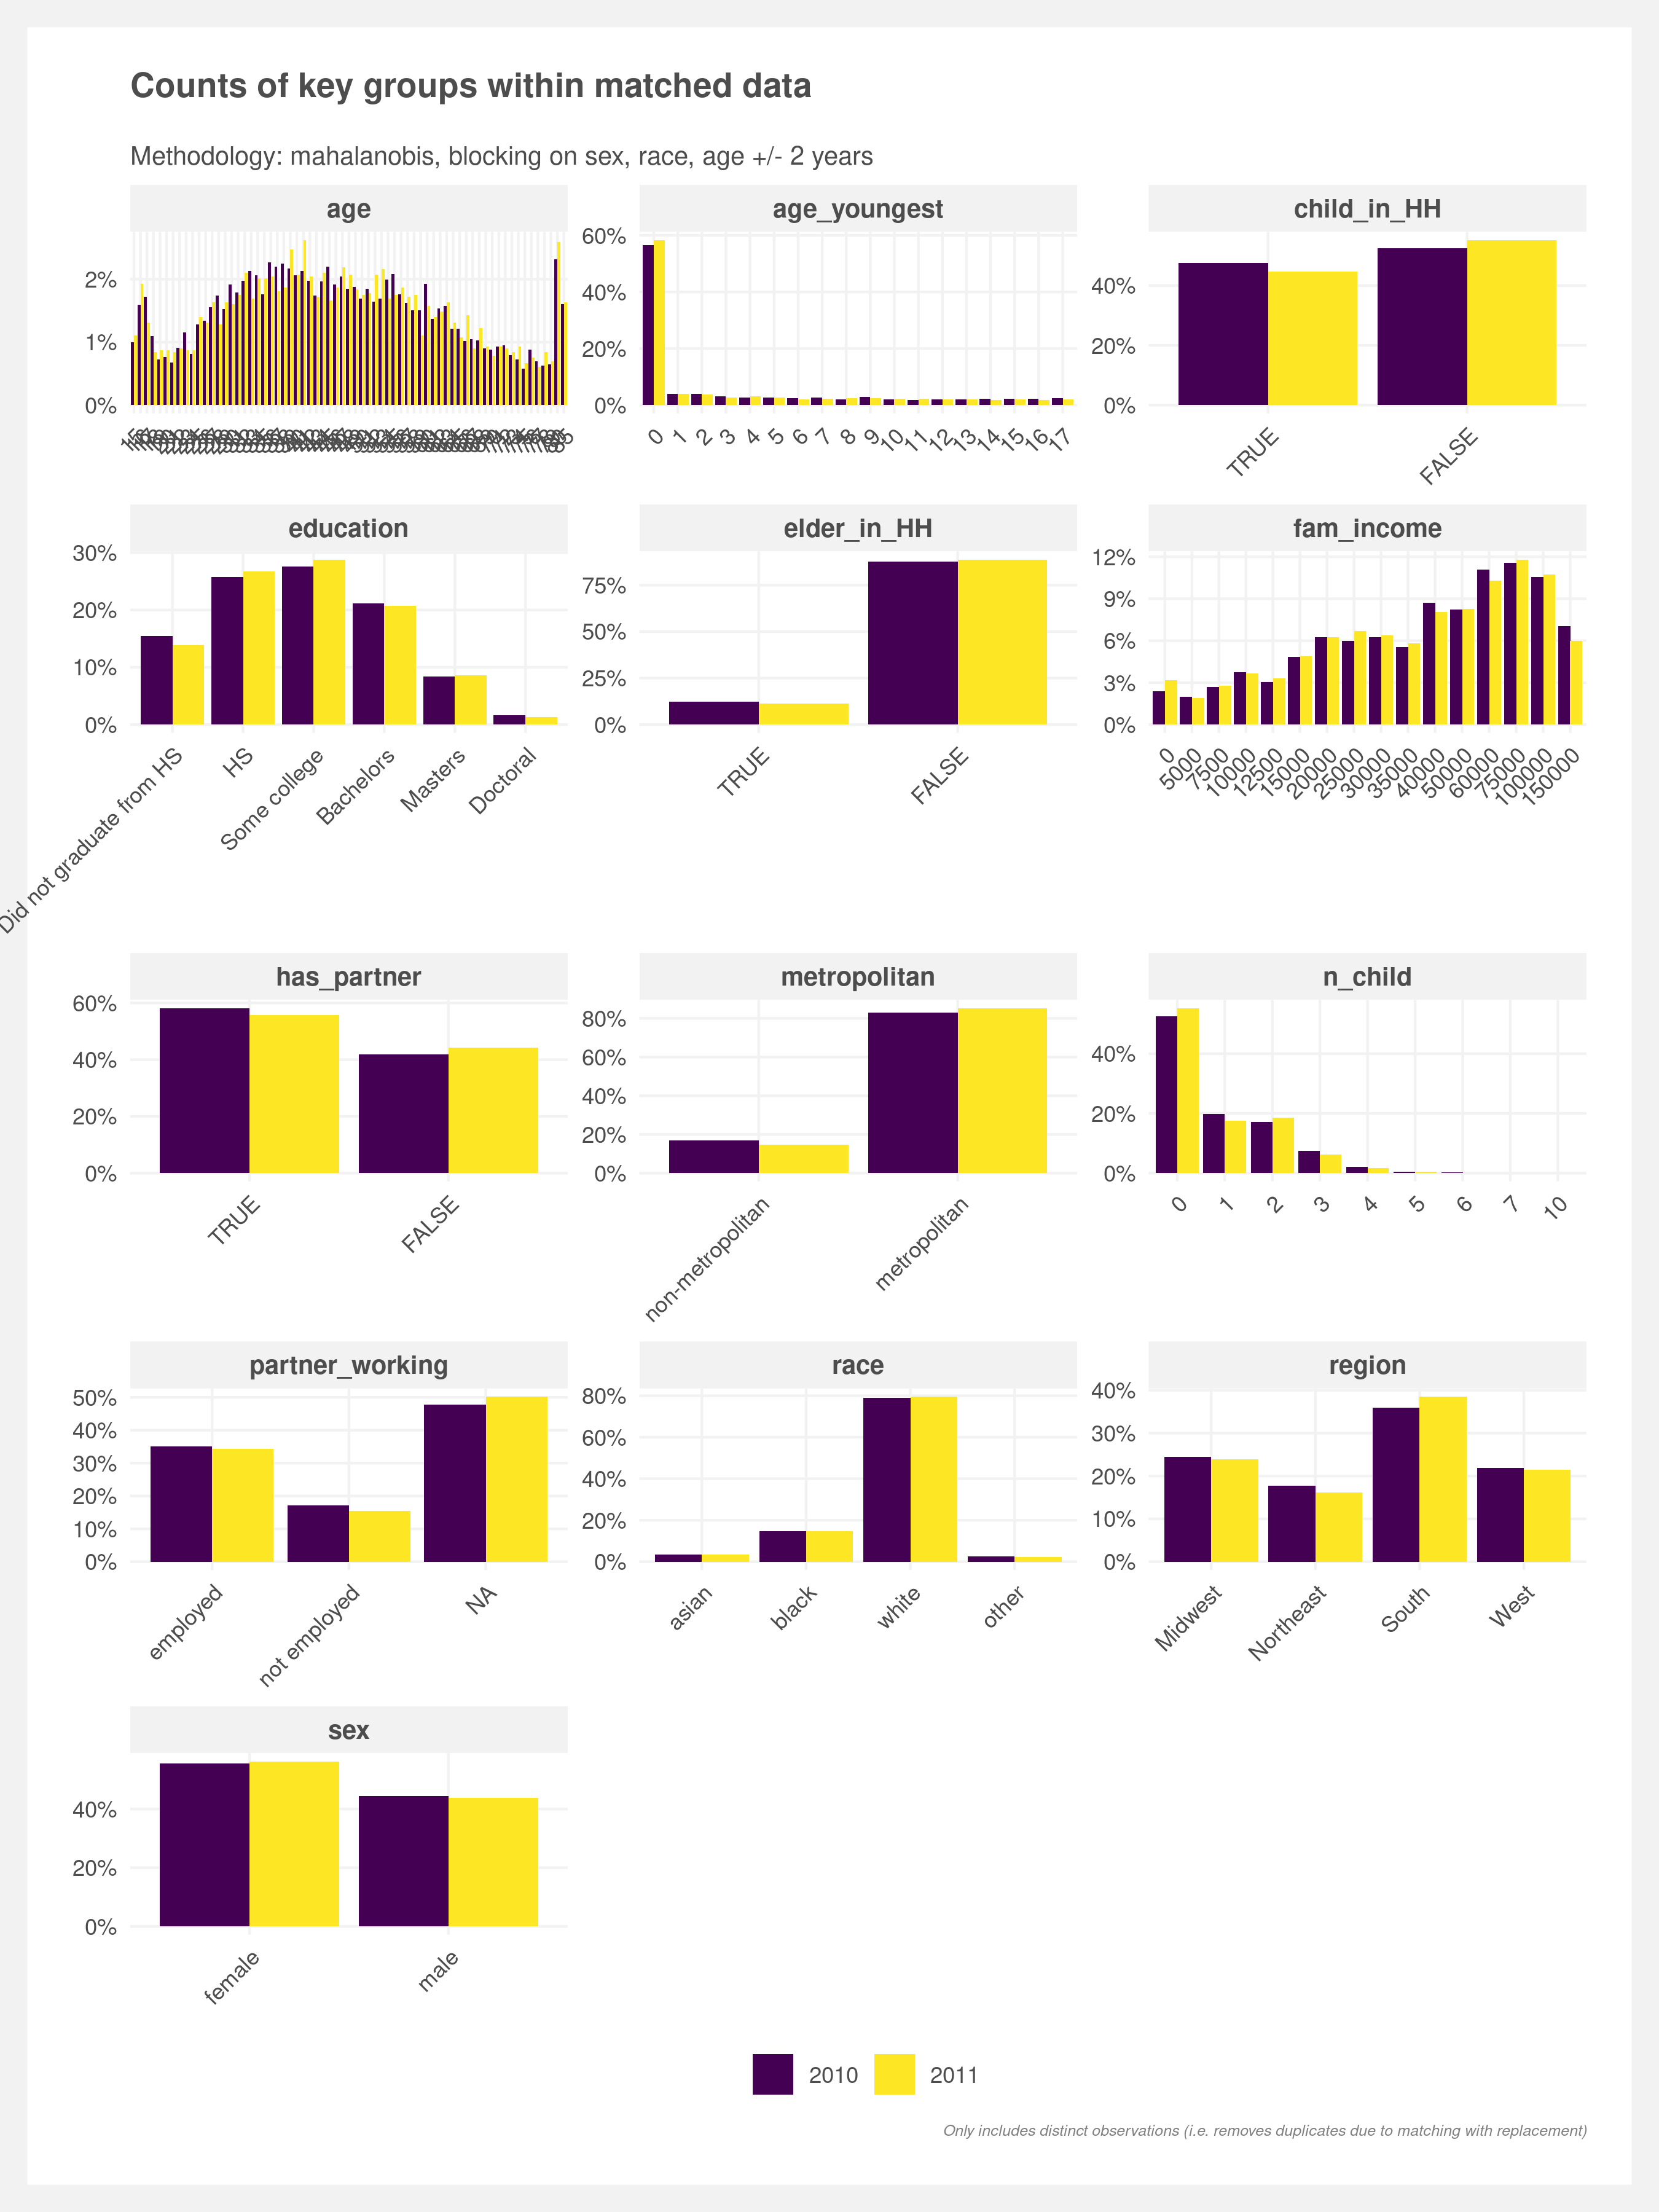 Counts of key groups within matched data
Methodology: mahalanobis, blocking on sex, race, age +/- 2 years
age
2%
1%
0%
age_youngest
60%
40%
20%
0%
0 1 2 3 4 5 6 7 8 9 10 11 12 13 14 15 16 17
child_in_HH
40%
20%
0%
TRUE FALSE
education
30%
20%
10%
0%
Did not graduate from HS HS Some college Bachelors Masters Doctoral
elder_in_HH
75%
50%
25%
0%
TRUE FALSE
fam_income
12%
9%
6%
3%
0%
0 5000 7500 10000 12500 15000 20000 25000 30000 35000 40000 50000 60000 75000 100000 150000
has_partner
60%
40%
20%
0%
TRUE FALSE
metropolitan
80%
60%
40%
20%
0%
non-metropolitan metropolitan
n_child
40%
20%
0%
0 1 2 3 4 5 6 7 10
partner_working
50%
40%
30%
20%
10%
0%
employed not employed NA
race
80%
60%
40%
20%
0%
asian black white other
region
40%
30%
20%
10%
0%
Midwest Northeast South West
sex
40%
20%
0%
female male
2010 2011
Only includes distinct observations (i.e. removes duplicates due to matching with replacement)